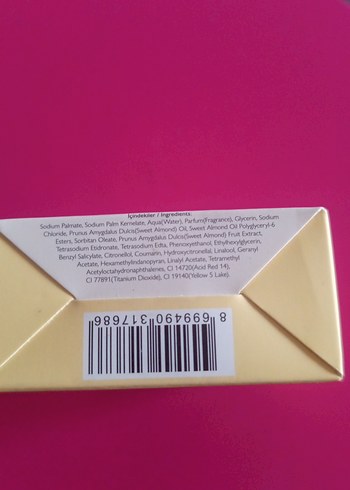 İçindekiler / Ingredients:
Sodium Palmate, Sodium Palm Kernelate, Aqua(Water), Parfum(Fragrance), Glycerin, Sodium
Chloride, Prunus Amygdalus Dulcis(Sweet Almond) Oil, Sweet Almond Oil Polyglyceryl-6
Esters, Sorbitan Oleate, Prunus Amygdalus Dulcis(Sweet Almond) Fruit Extract,
Tetrasodium Etidronate, Tetrasodium Edta, Phenoxyethanol, Ethylhexylglycerin,
Benzyl Salicylate, Citronellol, Coumarin, Hydroxycitronellal, Linalool, Geranyl
Acetate, Hexamethylindanopyran, Linalyl Acetate, Tetramethyl
Acetyloctahydronaphthalenes, CI 14720(Acid Red 14),
CI 77891(Titanium Dioxide), CI 19140(Yellow 5 Lake).
8 699490 317686